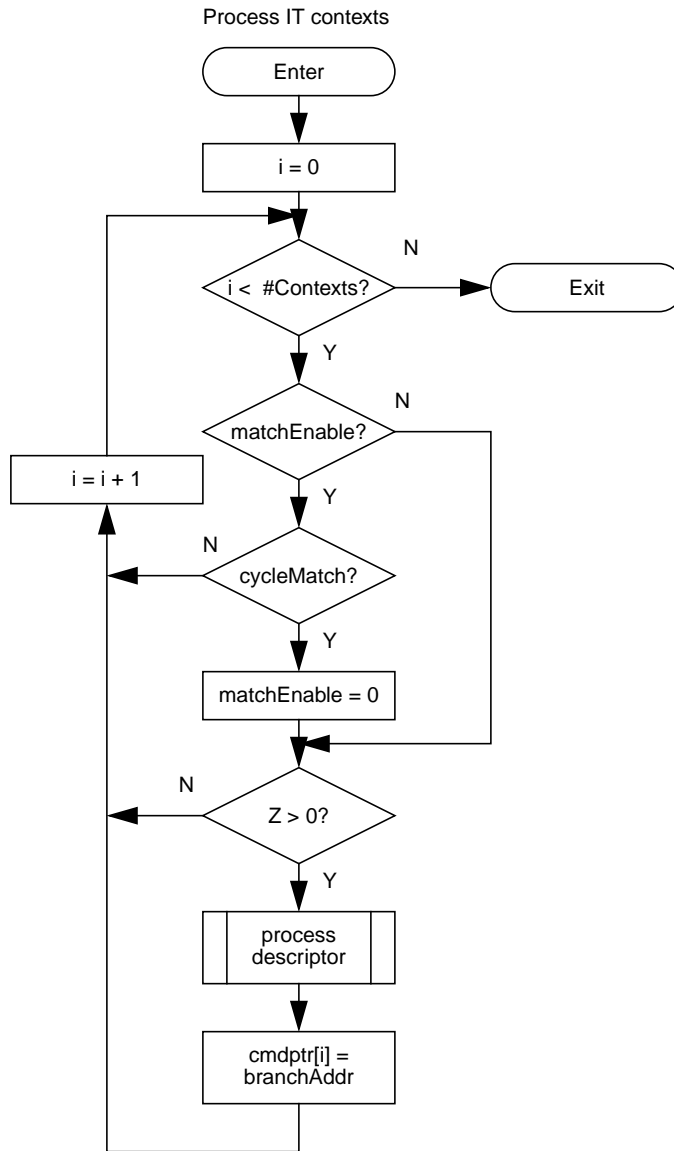 Process IT contexts
Enter
i = 0
N
i < #Contexts?
Exit
Y
N
matchEnable?
i = i + 1
Y
N
cycleMatch?
Y
matchEnable = 0
N
Z > 0?
Y
process
descriptor
cmdptr[i] =
branchAddr